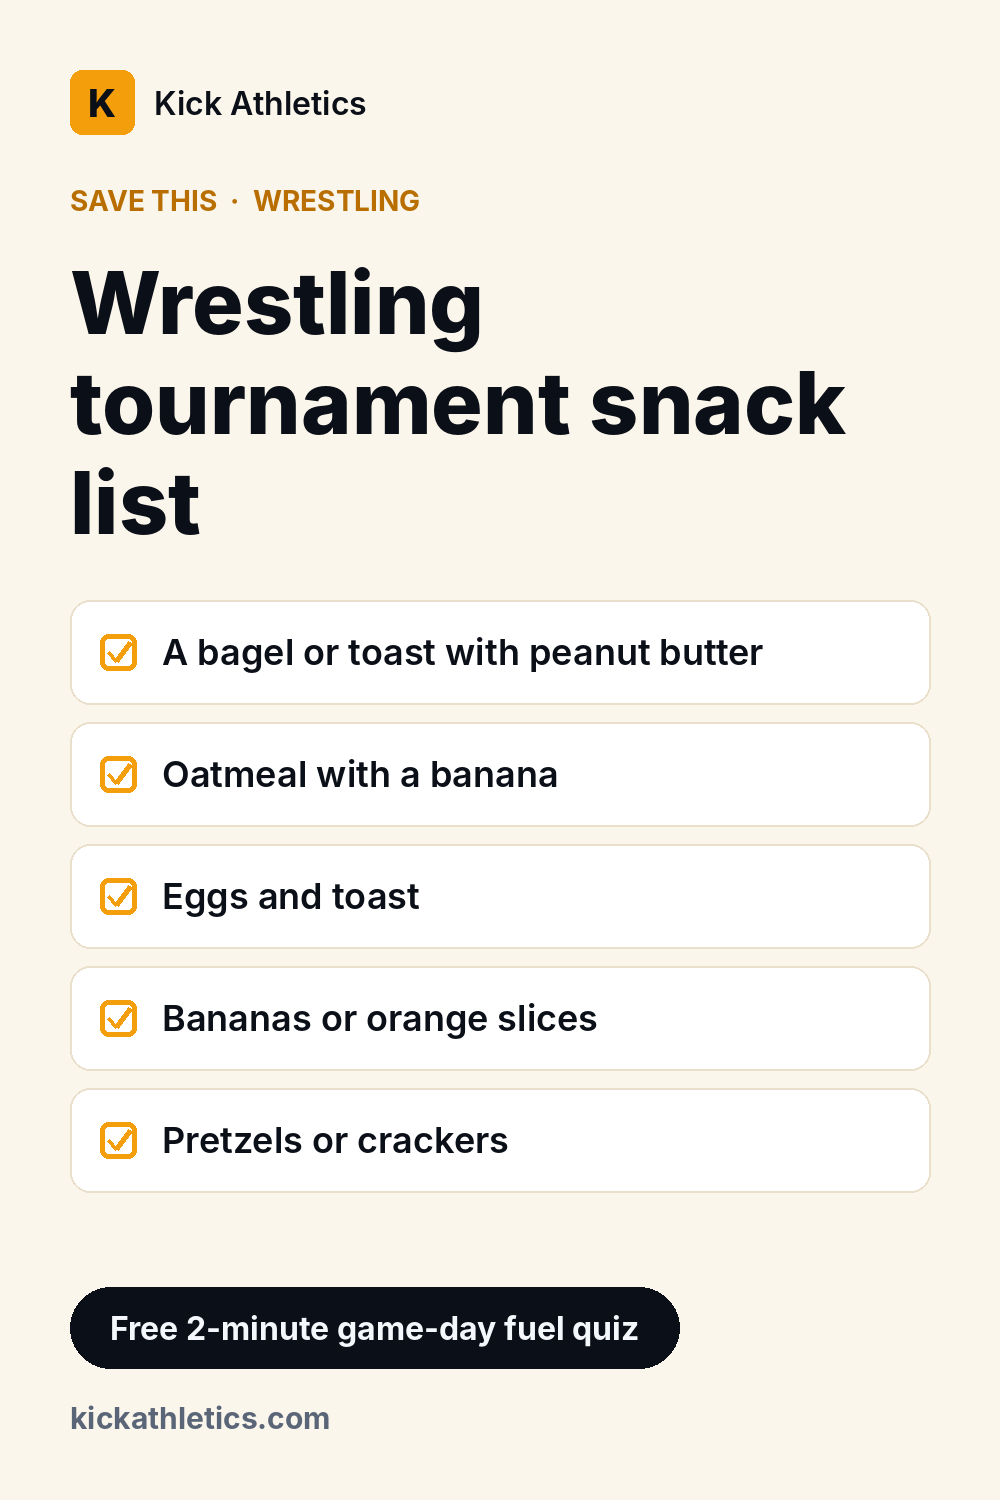 K
Kick Athletics
SAVE THIS · WRESTLING
Wrestling
tournament snack
list
A bagel or toast with peanut butter
Oatmeal with a banana
Eggs and toast
Bananas or orange slices
Pretzels or crackers
Free 2-minute game-day fuel quiz
kickathletics.com